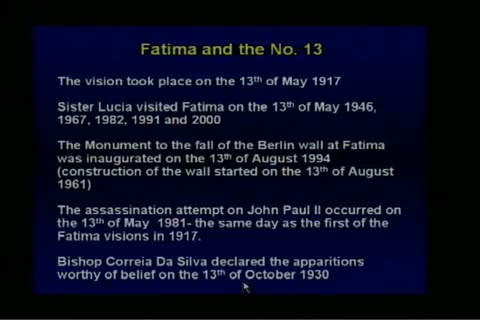 Fatima and the No. 13
The vision took place on the 13th of May 1917
Sister Lucia visited Fatima on the 13th of May 1946,
1967, 1982, 1991 and 2000
The Monument to the fall of the Berlin wall at Fatima
was inaugurated on the 13th of August 1994
(construction of the wall started on the 13th of August
1961)
The assassination attempt on John Paul II occurred on
the 13th of May  1981- the same day as the first of the
Fatima visions in 1917.
Bishop Correia Da Silva declared the apparitions
worthy of belief on the 13th of October 1930